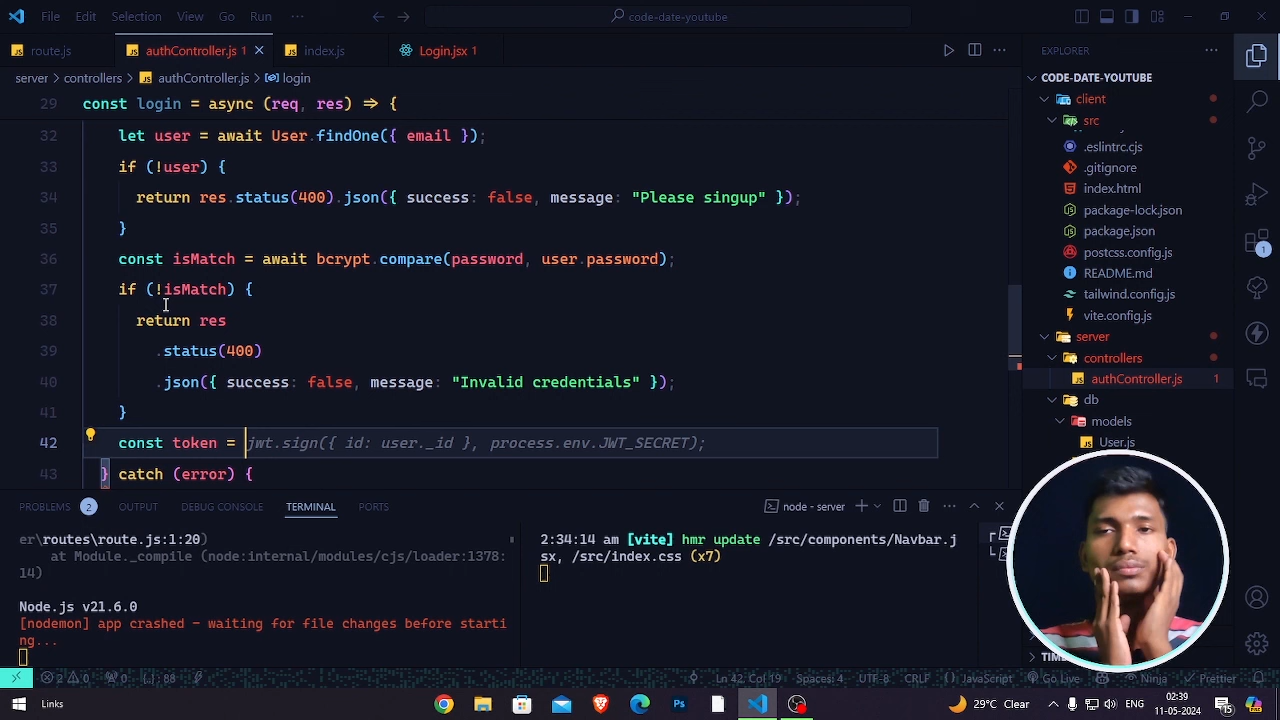 File Edit Selection View Go Run ··· code-date-youtube
route.js authController.js 1 index.js Login.jsx 1
EXPLORER
server > controllers > authController.js > login
CODE-DATE-YOUTUBE
29 const login = async (req, res) => {
32 let user = await User.findOne({ email });
33 if (!user) {
34 return res.status(400).json({ success: false, message: "Please singup" });
35 }
36 const isMatch = await bcrypt.compare(password, user.password);
37 if (!isMatch) {
38 return res
39 .status(400)
40 .json({ success: false, message: "Invalid credentials" });
41 }
42 const token = jwt.sign({ id: user._id }, process.env.JWT_SECRET);
43 } catch (error) {
client
src
.eslintrc.cjs
.gitignore
index.html
package-lock.json
package.json
postcss.config.js
README.md
tailwind.config.js
vite.config.js
server
controllers
authController.js 1
db
models
User.js
1
PROBLEMS 2 OUTPUT DEBUG CONSOLE TERMINAL PORTS node - server
er\routes\route.js:1:20)
at Module._compile (node:internal/modules/cjs/loader:1378:
14)
Node.js v21.6.0
[nodemon] app crashed - waiting for file changes before starti
ng...
2:34:14 am [vite] hmr update /src/components/Navbar.j
sx, /src/index.css (x7)
TIM
2 0 0 {..}: 88 Ln 42, Col 19 Spaces: 4 UTF-8 CRLF {} JavaScript Go Live Ninja Prettier
Links 29°C Clear ENG 02:39
11-05-2024